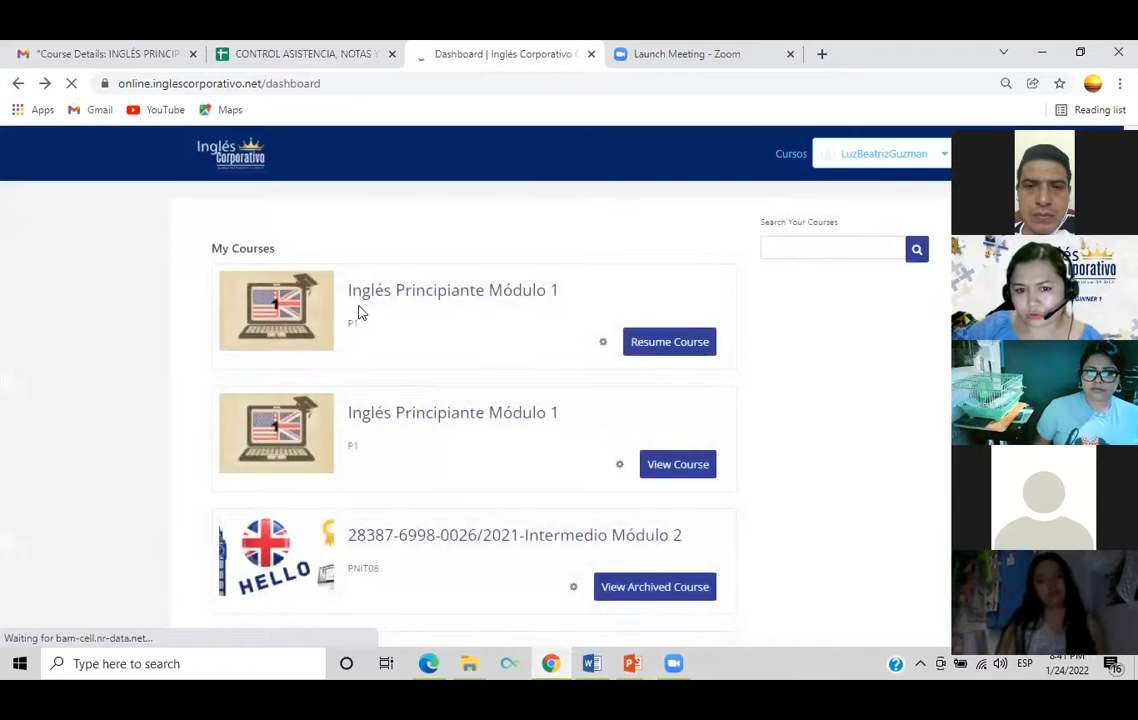 "Course Details: INGLÉS PRINCIP
CONTROL ASISTENCIA, NOTAS Y
Dashboard | Inglés Corporativo
Launch Meeting - Zoom
online.inglescorporativo.net/dashboard
Apps
Gmail
YouTube
Maps
Reading list
Inglés
Corporativo
Cursos
LuzBeatrizGuzman
My Courses
Search Your Courses
Inglés Principiante Módulo 1
P1
Resume Course
Inglés Principiante Módulo 1
P1
View Course
HELLO
28387-6998-0026/2021-Intermedio Módulo 2
PNIT08
View Archived Course
Waiting for bam-cell.nr-data.net...
Type here to search
ESP
8:41 PM
1/24/2022
16